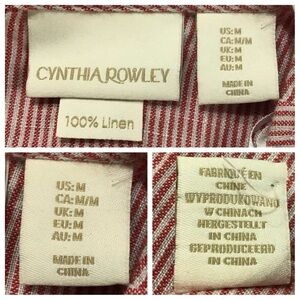 CYNTHIA ROWLEY
100% Linen
US: M
CA: M/M
UK: M
EU: M
AU: M
MADE IN
CHINA
US: M
CA: M/M
UK: M
EU: M
AU: M
MADE IN
CHINA
FABRIQUÉ EN
CHINE
WYPRODUKOWANO
W CHINACH
HERGESTELLT
IN CHINA
GEPRODUCEERD
IN CHINA